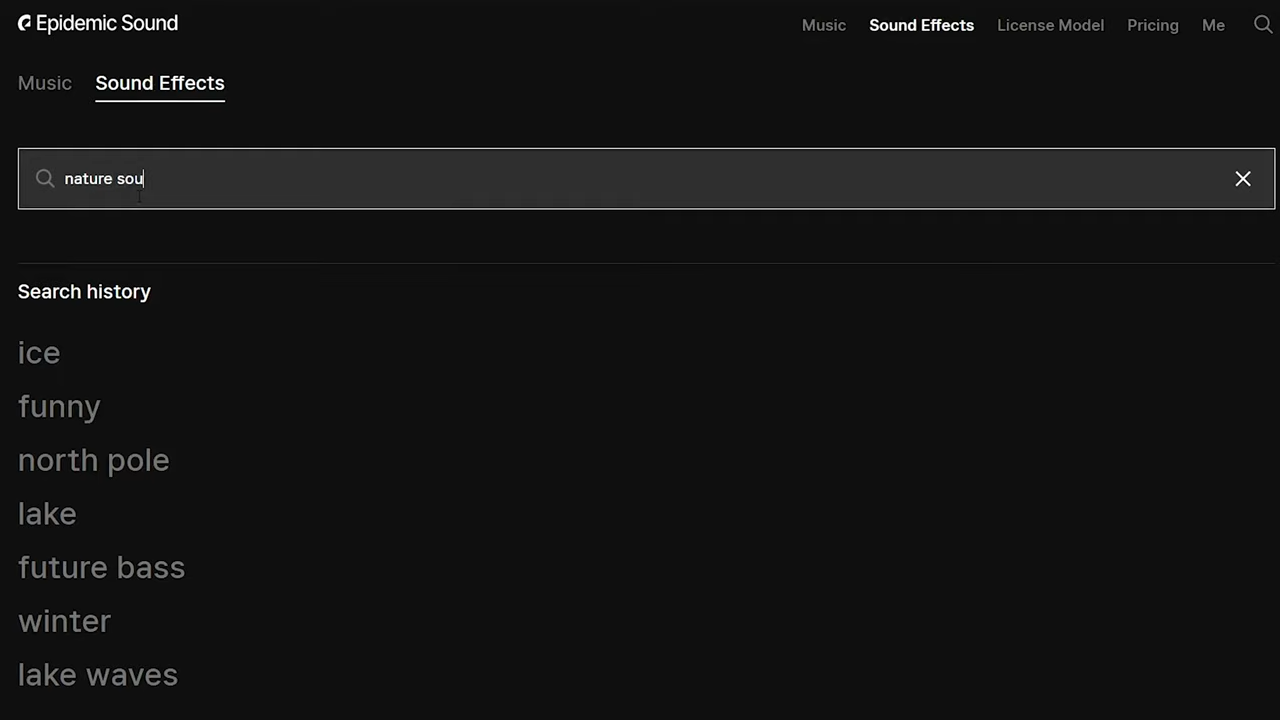 Epidemic Sound
Music Sound Effects License Model Pricing Me
Music Sound Effects
nature sou
Search history
ice
funny
north pole
lake
future bass
winter
lake waves